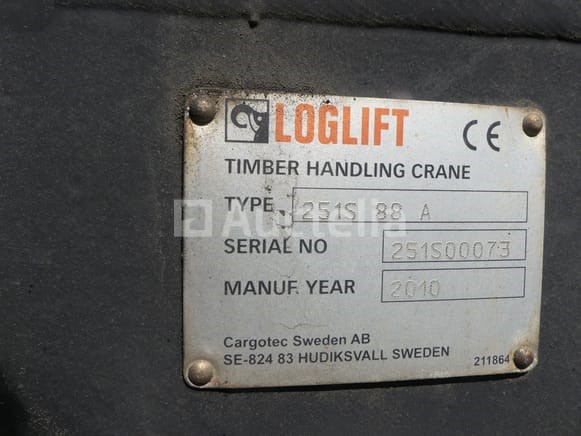 LOGLIFT CE
TIMBER HANDLING CRANE
TYPE 251S 88 A
Auctelia
SERIAL NO 251S00073
MANUF. YEAR 2010
Cargotec Sweden AB
SE-824 83 HUDIKSVALL SWEDEN
211864